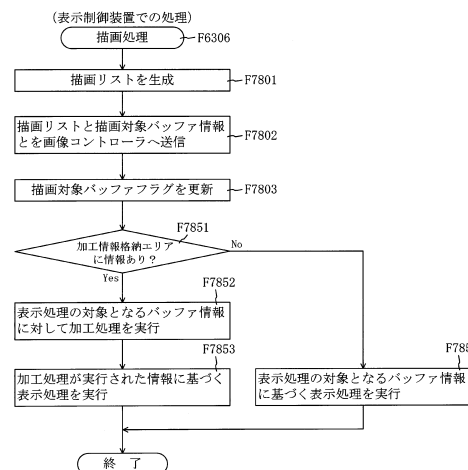 (表示制御装置での処理)
描画処理
F6306
描画リストを生成
F7801
描画リストと描画対象バッファ情報
とを画像コントローラへ送信
F7802
描画対象バッファフラグを更新
F7803
F7851
加工情報格納エリア
に情報あり?
No
Yes
F7852
表示処理の対象となるバッファ情報
に対して加工処理を実行
F7853
加工処理が実行された情報に基づく
表示処理を実行
表示処理の対象となるバッファ情報
に基づく表示処理を実行
終 了